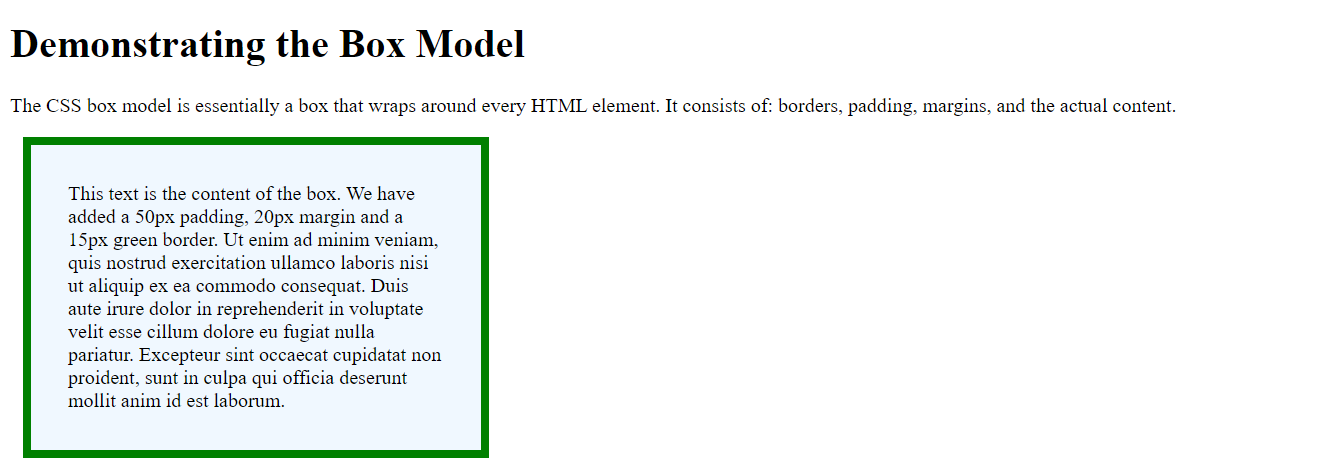 Demonstrating the Box Model
The CSS box model is essentially a box that wraps around every HTML element. It consists of: borders, padding, margins, and the actual content.
This text is the content of the box. We have
added a 50px padding, 20px margin and a
15px green border. Ut enim ad minim veniam,
quis nostrud exercitation ullamco laboris nisi
ut aliquip ex ea commodo consequat. Duis
aute irure dolor in reprehenderit in voluptate
velit esse cillum dolore eu fugiat nulla
pariatur. Excepteur sint occaecat cupidatat non
proident, sunt in culpa qui officia deserunt
mollit anim id est laborum.